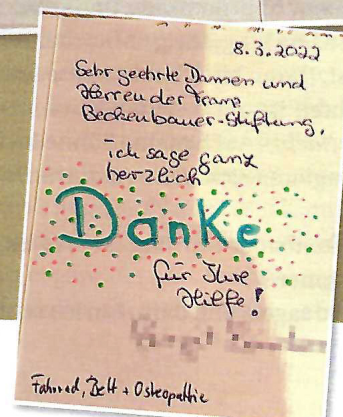 8.3.2022
Sehr geehrte Damen und
Herren der Franz
Beckenbauer-Stiftung,
ich sage ganz
herzlich
Danke
für Ihre
Hilfe!
Fahrrad, Bett + Osteopathie